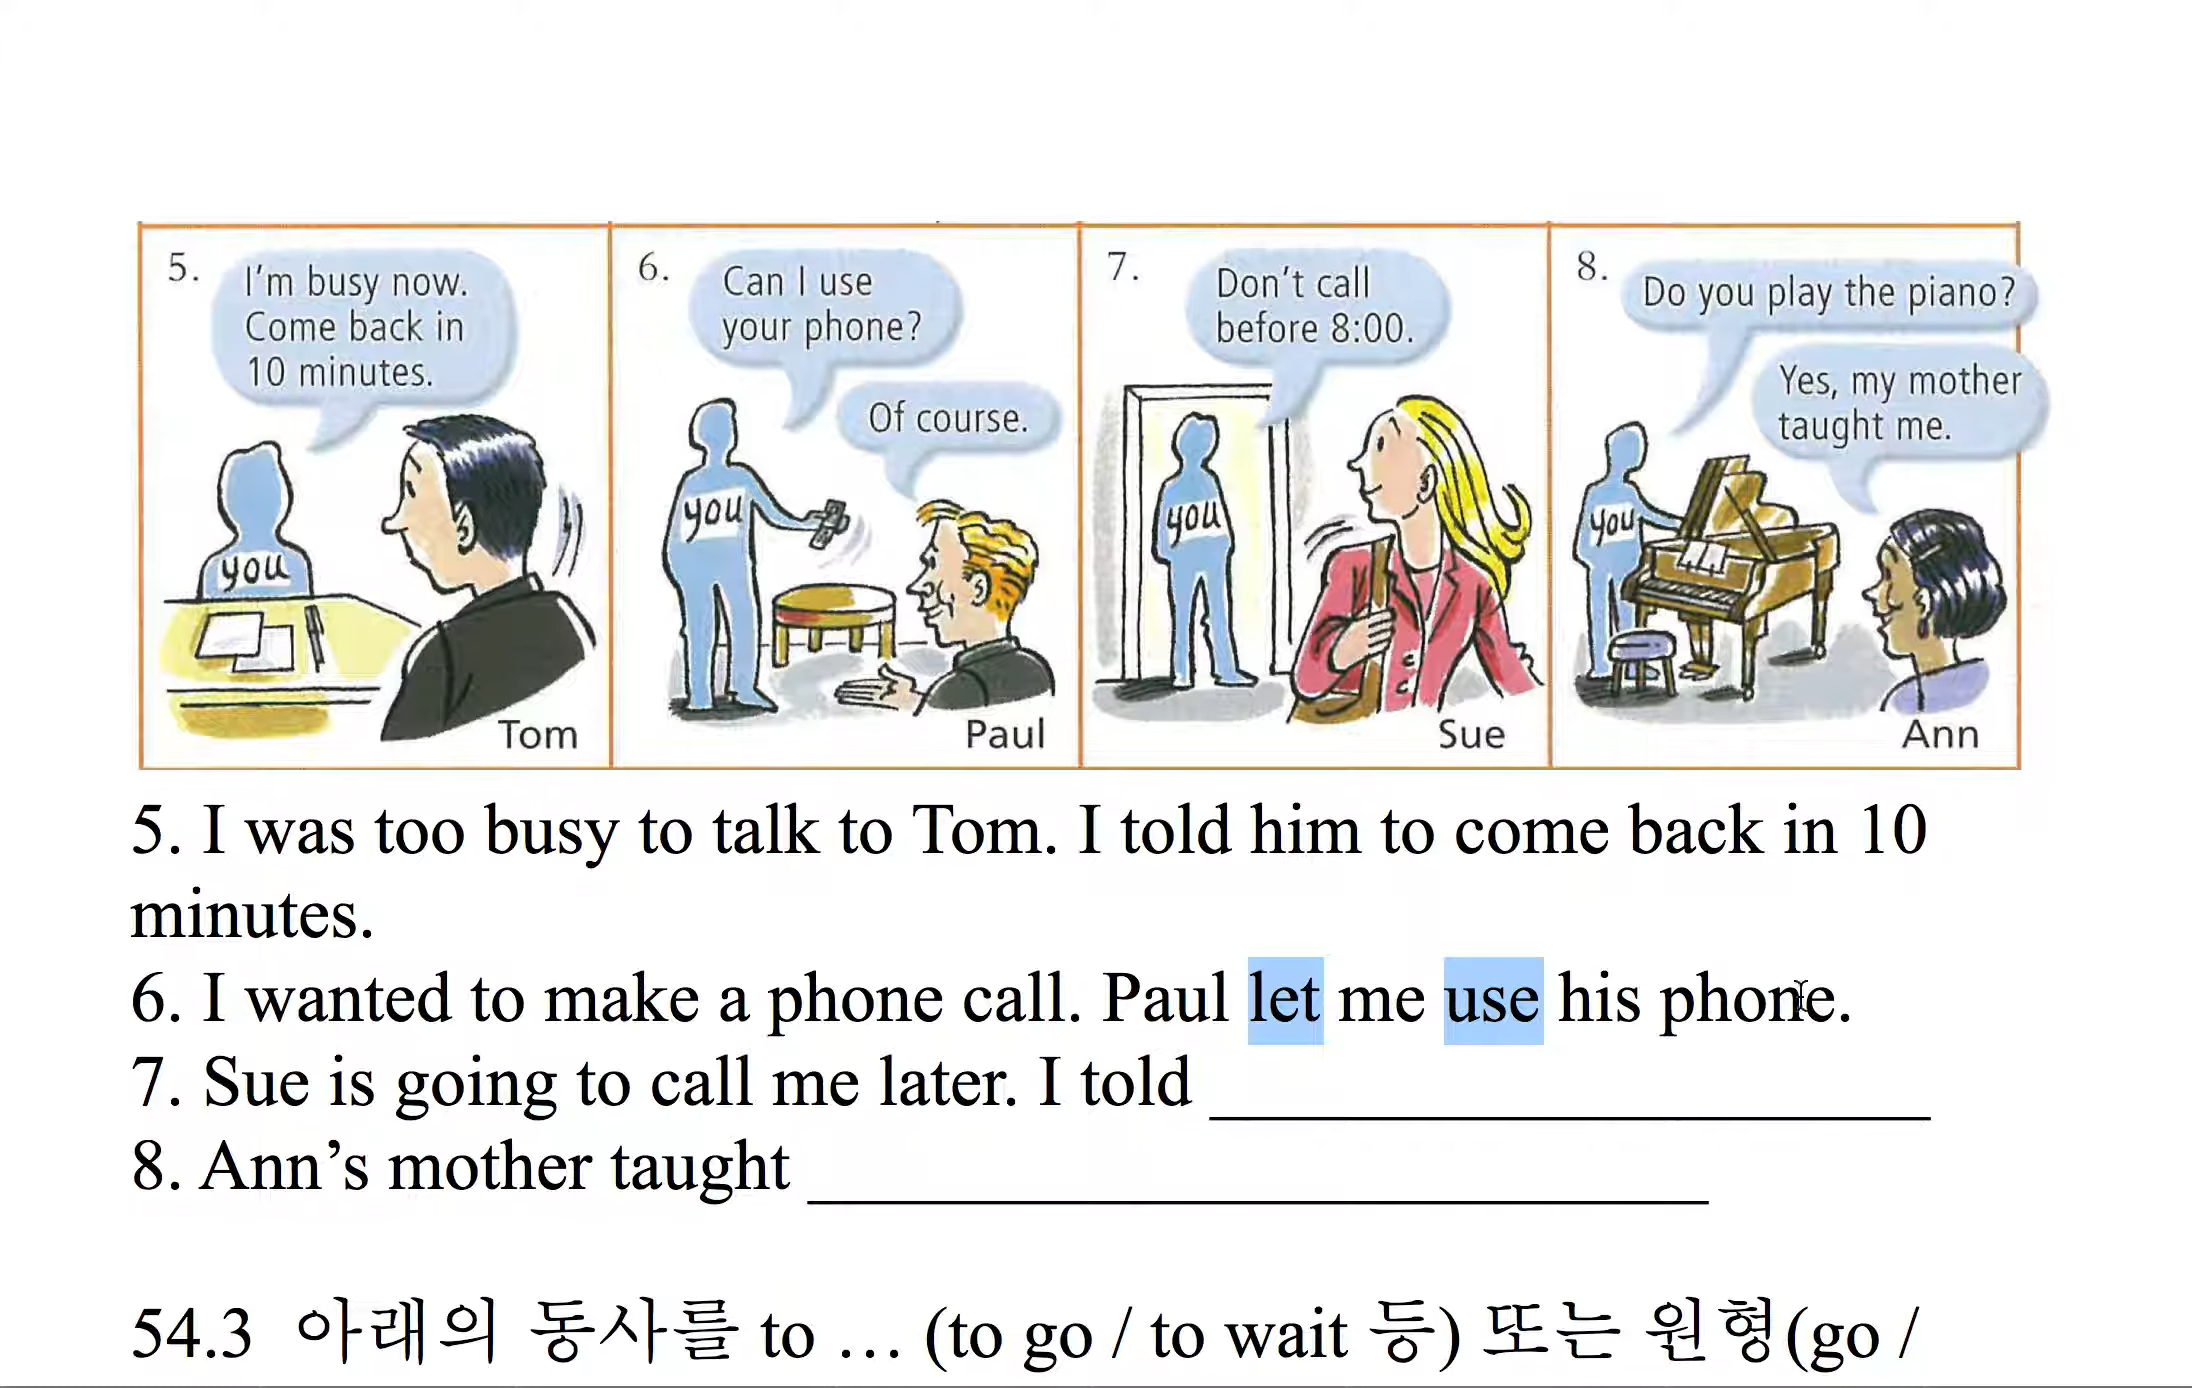 5.
I'm busy now.
Come back in
10 minutes.
you
Tom
6.
Can I use
your phone?
Of course.
you
Paul
7.
Don't call
before 8:00.
you
Sue
8.
Do you play the piano?
Yes, my mother
taught me.
you
Ann
5. I was too busy to talk to Tom. I told him to come back in 10
minutes.
6. I wanted to make a phone call. Paul let me use his phone.
7. Sue is going to call me later. I told ____________________
8. Ann’s mother taught _________________________
54.3 아래의 동사를 to … (to go / to wait 등) 또는 원형(go /